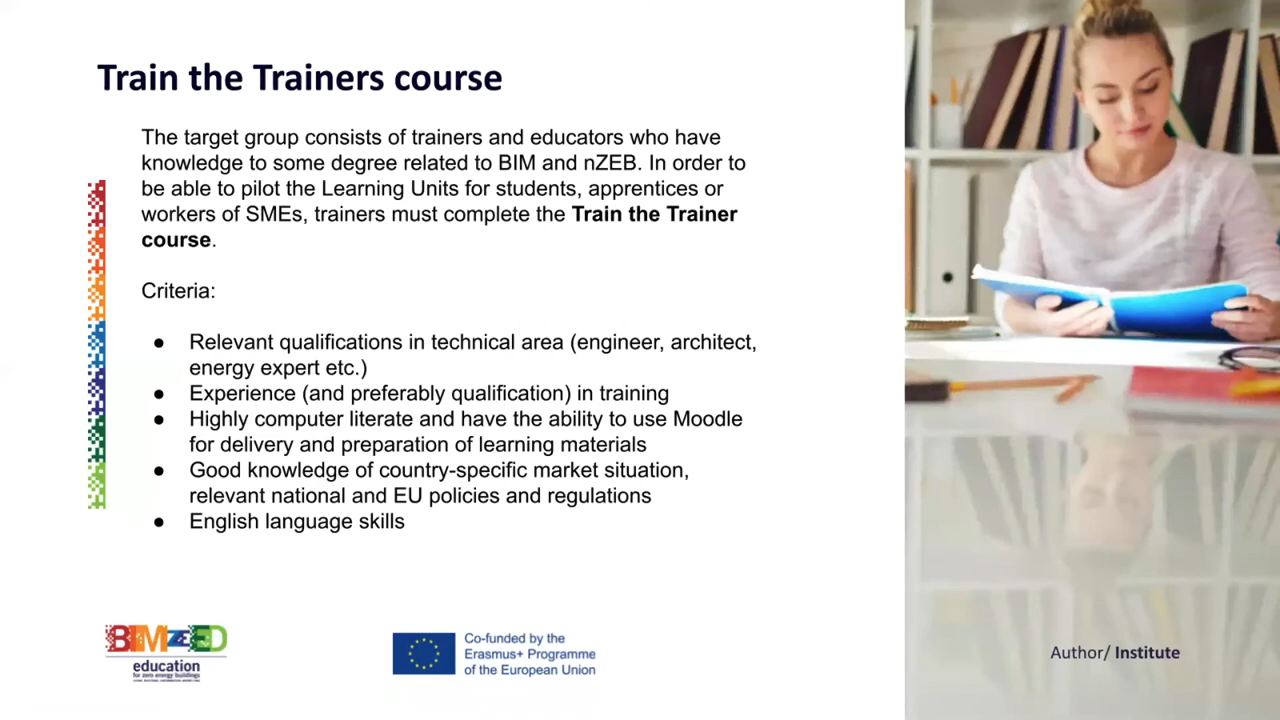 Train the Trainers course
The target group consists of trainers and educators who have
knowledge to some degree related to BIM and nZEB. In order to
be able to pilot the Learning Units for students, apprentices or
workers of SMEs, trainers must complete the Train the Trainer
course.
Criteria:
● Relevant qualifications in technical area (engineer, architect,
energy expert etc.)
● Experience (and preferably qualification) in training
● Highly computer literate and have the ability to use Moodle
for delivery and preparation of learning materials
● Good knowledge of country-specific market situation,
relevant national and EU policies and regulations
● English language skills
BIMzeED
education
for zero energy buildings
Co-funded by the
Erasmus+ Programme
of the European Union
Author/ Institute